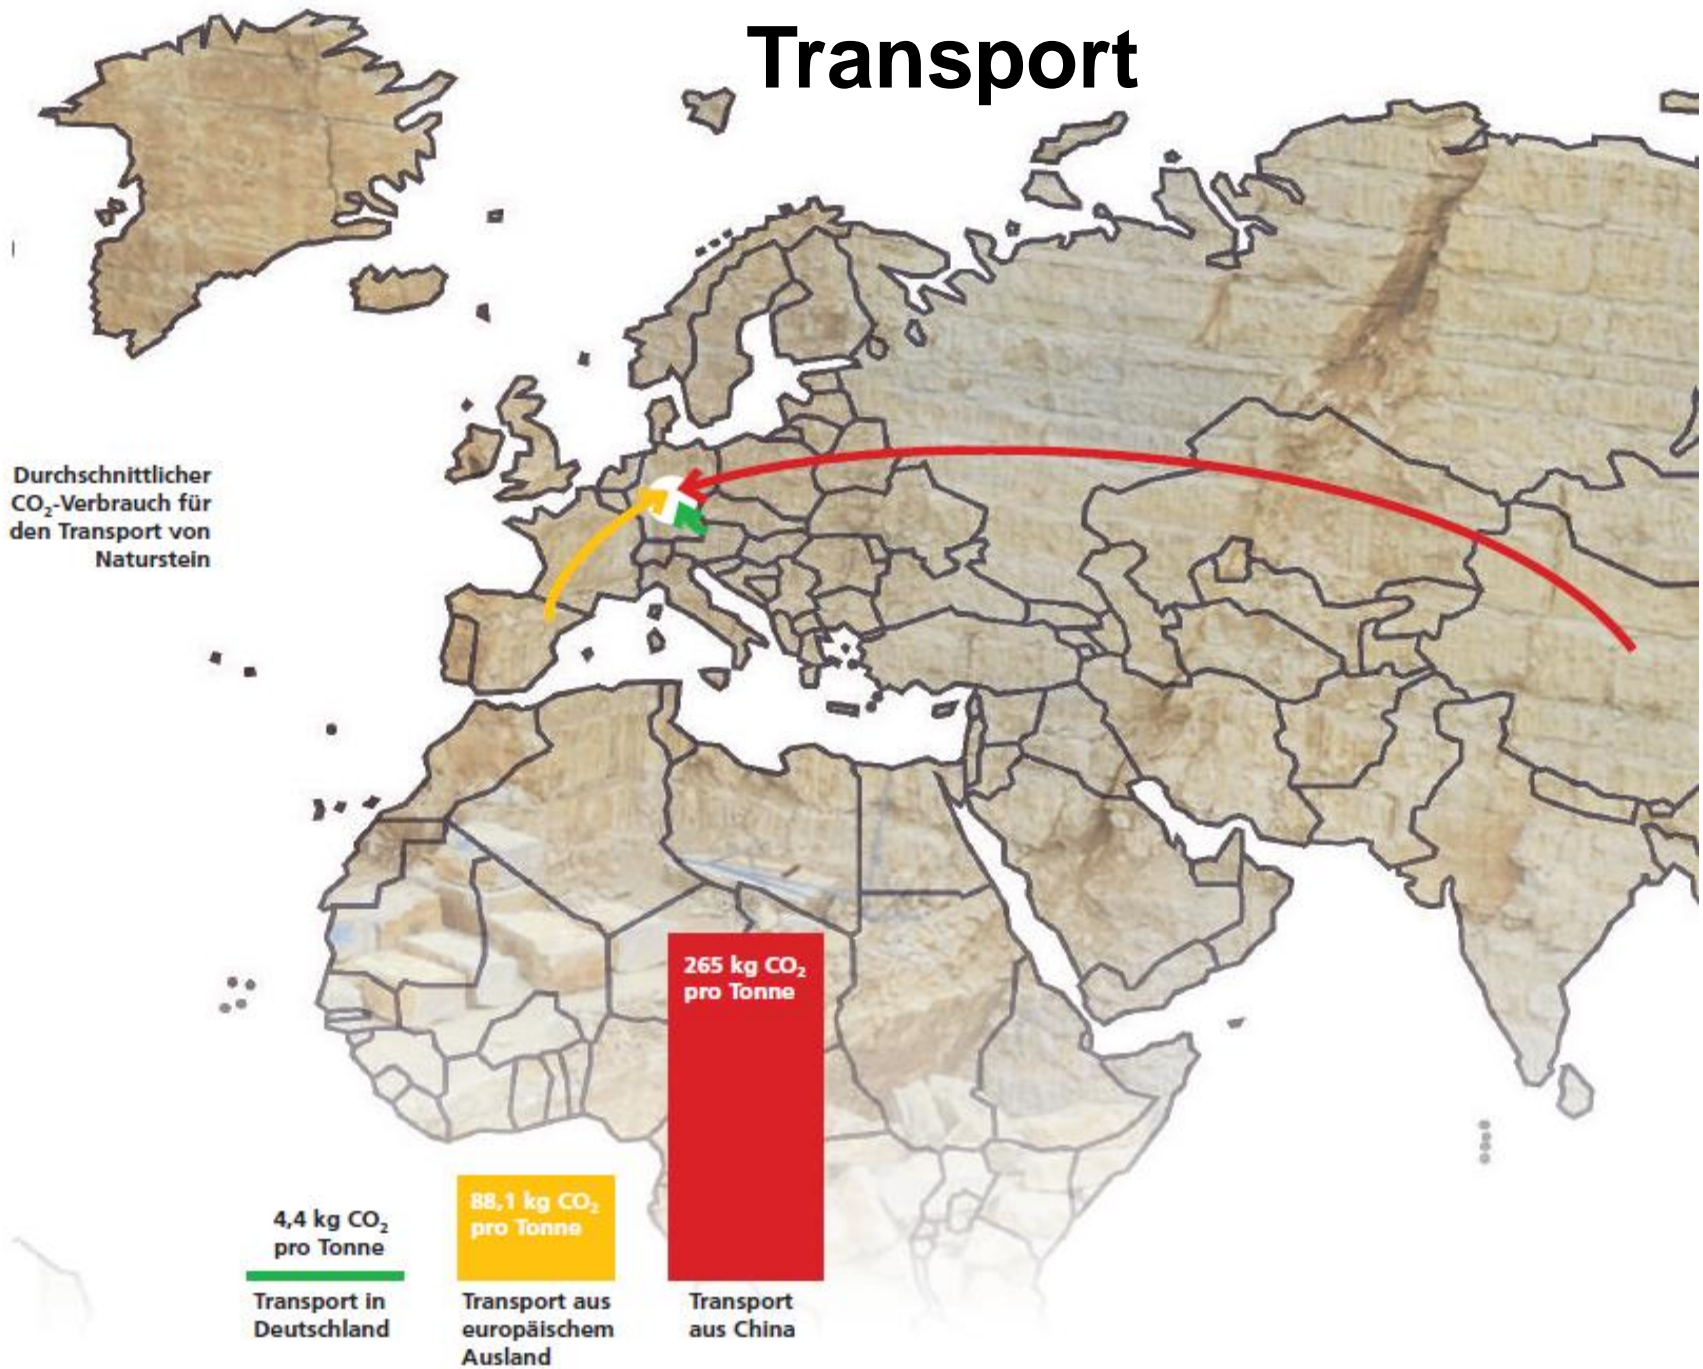 Transport
Durchschnittlicher
CO₂-Verbrauch für
den Transport von
Naturstein
265 kg CO₂
pro Tonne
88,1 kg CO₂
pro Tonne
4,4 kg CO₂
pro Tonne
Transport in
Deutschland
Transport aus
europäischem
Ausland
Transport
aus China